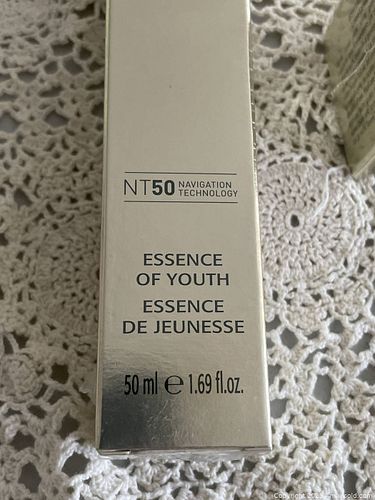 NT50 NAVIGATION
TECHNOLOGY
ESSENCE
OF YOUTH
ESSENCE
DE JEUNESSE
50 ml ℮ 1.69 fl.oz.